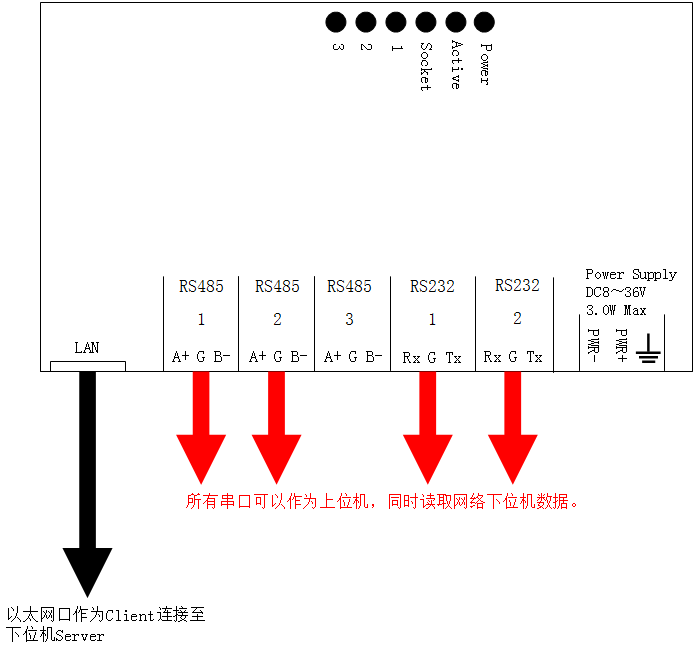 3 2 1 Socket Active Power
RS485 RS485 RS485 RS232 RS232
1 2 3 1 2
A+ G B- A+ G B- A+ G B- Rx G Tx Rx G Tx
Power Supply
DC8~36V
3.0W Max
PWR- PWR+
LAN
所有串口可以作为上位机，同时读取网络下位机数据。
以太网口作为Client连接至
下位机Server